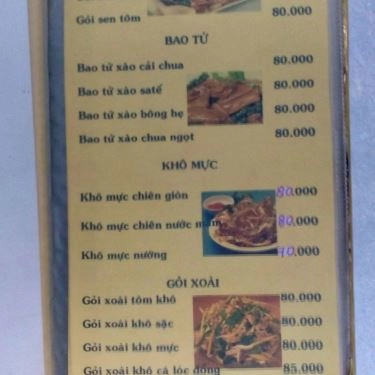 Gỏi sen tôm 80.000
BAO TỬ
Bao tử xào cải chua 80.000
Bao tử xào satế 80.000
Bao tử xào bông hẹ 80.000
Bao tử xào chua ngọt 80.000
KHÔ MỰC
Khô mực chiên giòn 80.000
Khô mực chiên nước mắm 80.000
Khô mực nướng 70.000
GỎI XOÀI
Gỏi xoài tôm khô 80.000
Gỏi xoài khô sặc 80.000
Gỏi xoài khô mực 80.000
Gỏi xoài khô cá lóc đồng 85.000